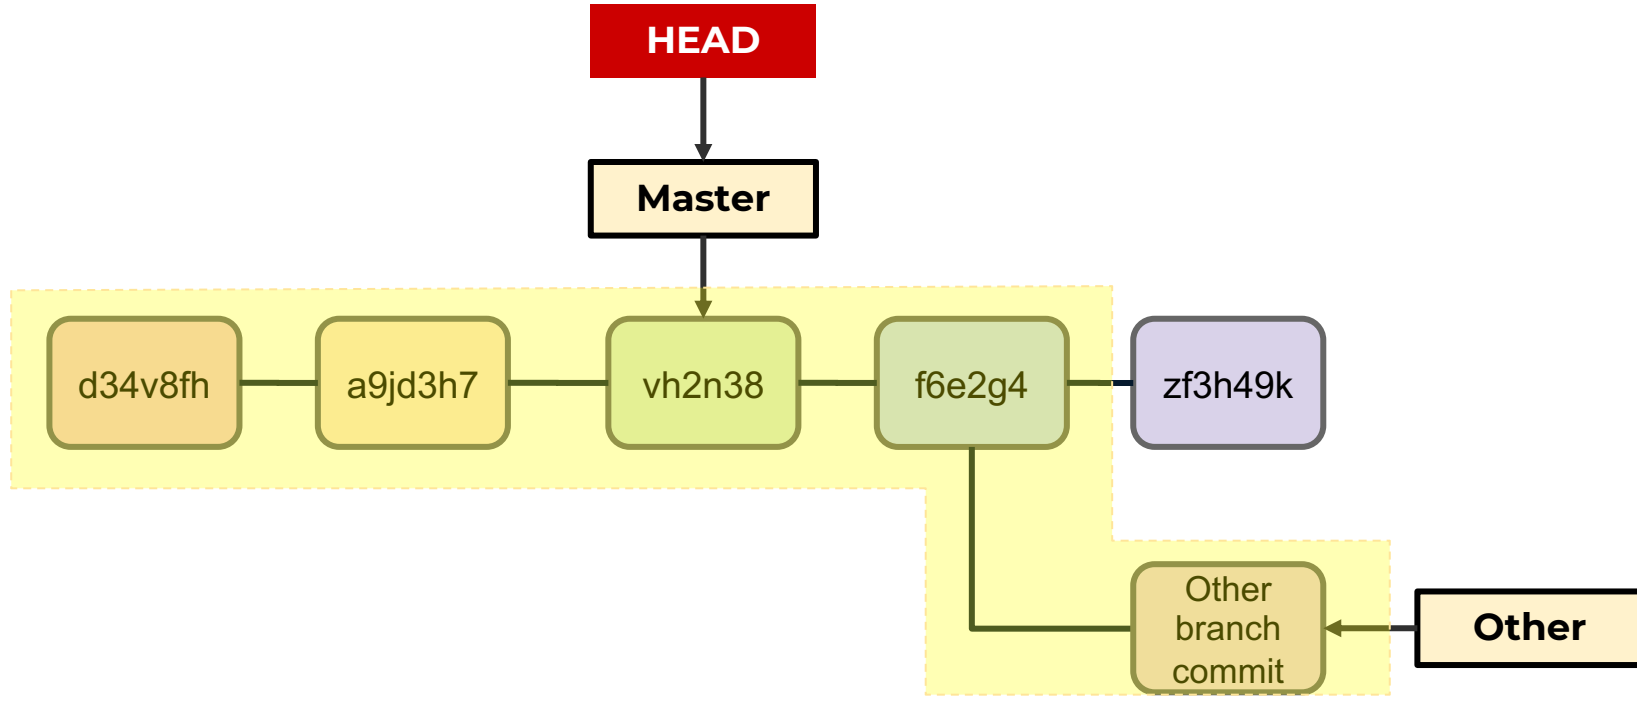 HEAD
Master
d34v8fh
a9jd3h7
vh2n38
f6e2g4
zf3h49k
Other
branch
commit
Other